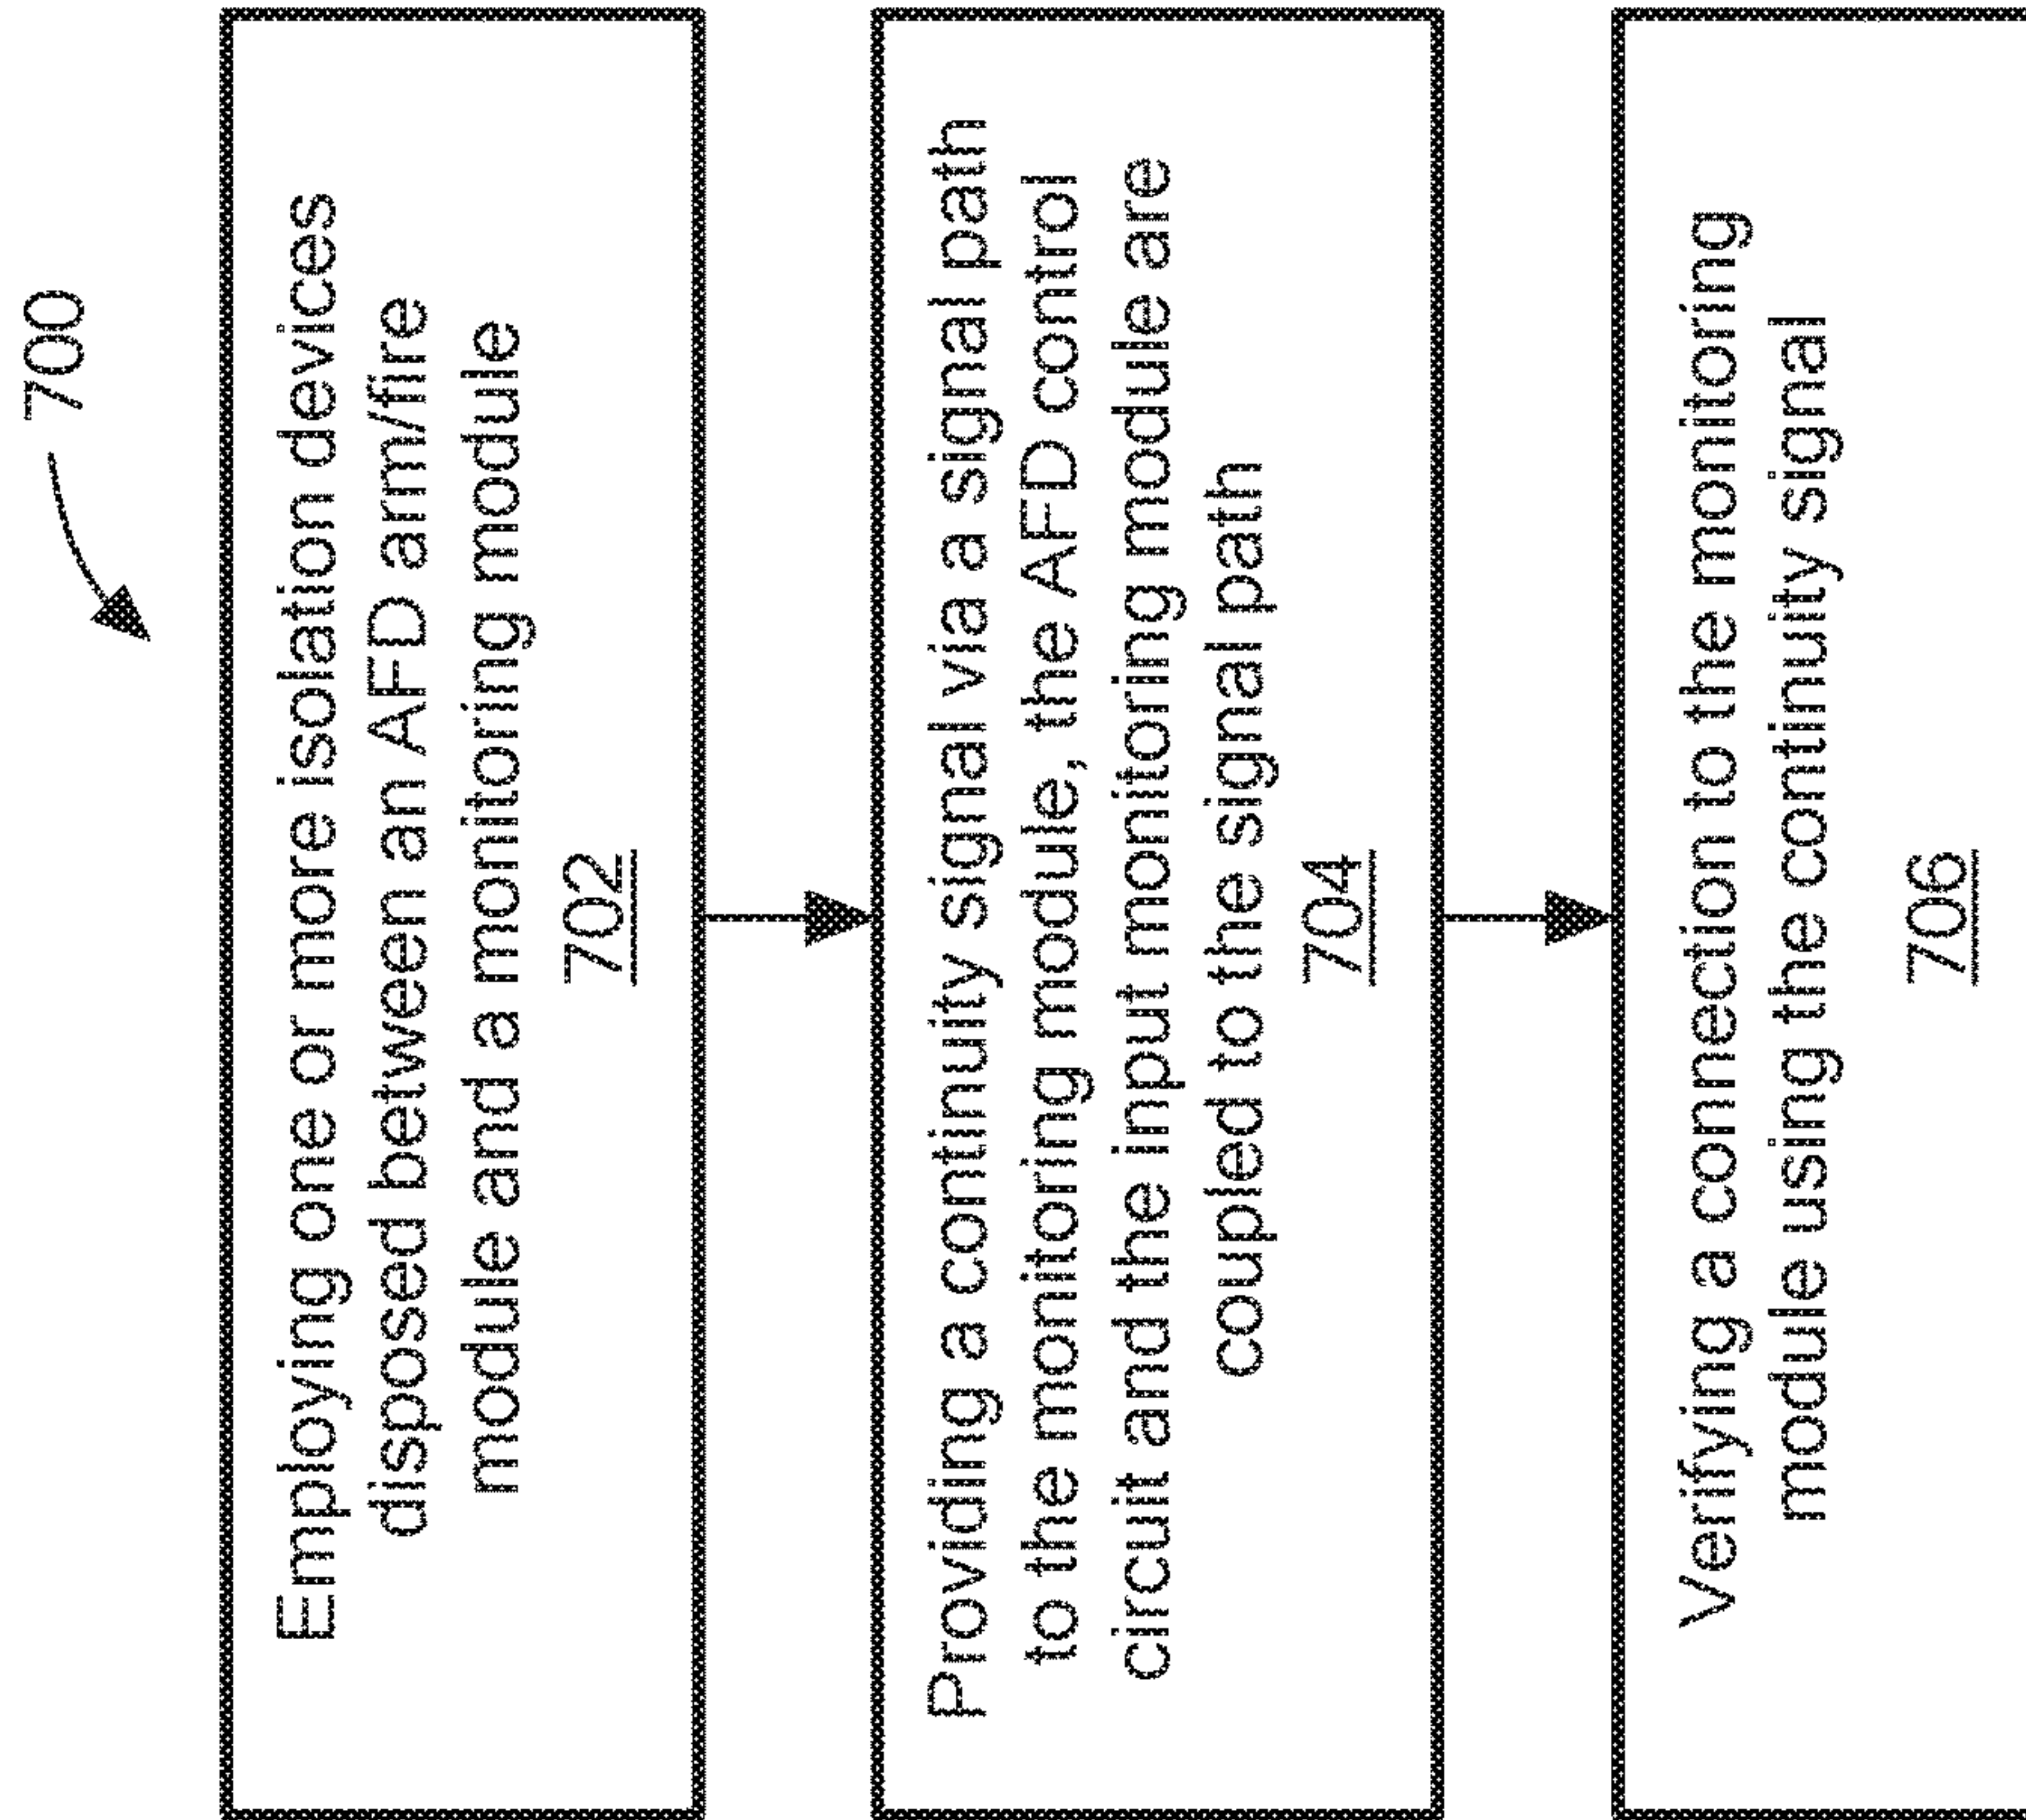 700
Employing one or more isolation devices
disposed between an AFD arm/fire
module and a monitoring module
702
Providing a continuity signal via a signal path
to the monitoring module, the AFD control
circuit and the input monitoring module are
coupled to the signal path
704
Verifying a connection to the monitoring
module using the continuity signal
706